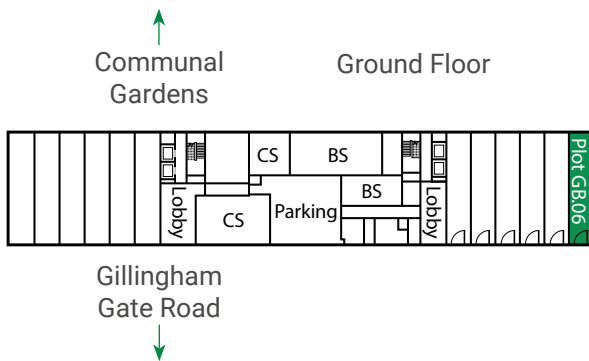 Communal
Gardens
Ground Floor
CS
BS
Plot GB.06
BS
Lobby
Lobby
Parking
CS
Gillingham
Gate Road